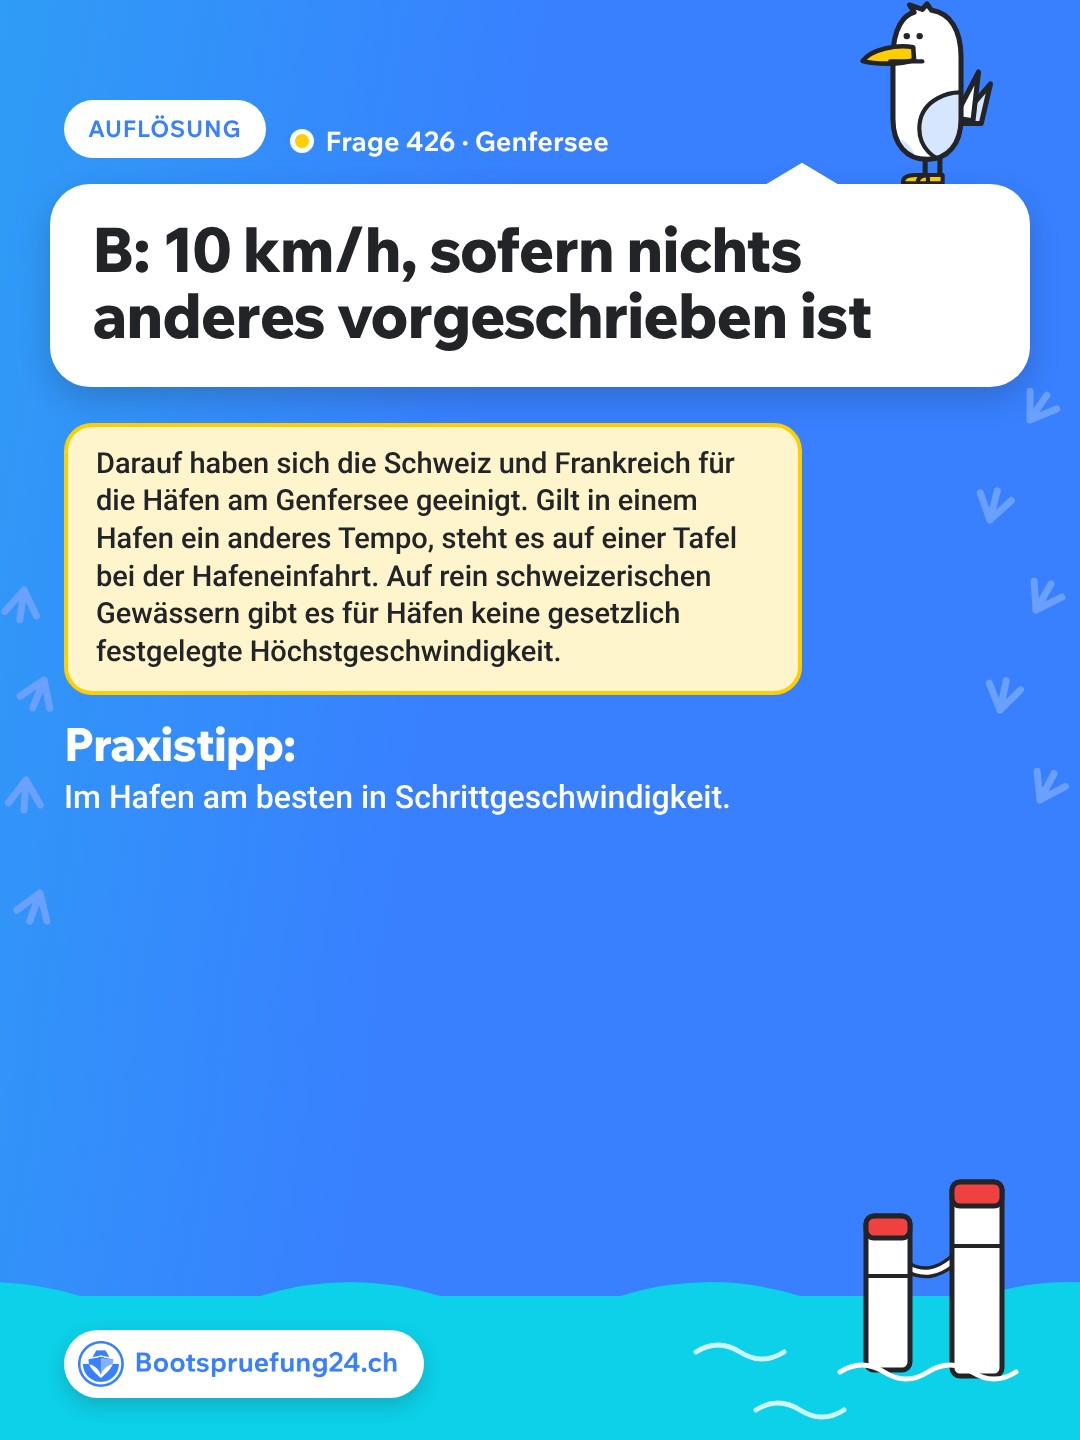 AUFLÖSUNG
Frage 426 · Genfersee
B: 10 km/h, sofern nichts
anderes vorgeschrieben ist
Darauf haben sich die Schweiz und Frankreich für
die Häfen am Genfersee geeinigt. Gilt in einem
Hafen ein anderes Tempo, steht es auf einer Tafel
bei der Hafeneinfahrt. Auf rein schweizerischen
Gewässern gibt es für Häfen keine gesetzlich
festgelegte Höchstgeschwindigkeit.
Praxistipp:
Im Hafen am besten in Schrittgeschwindigkeit.
Bootspruefung24.ch